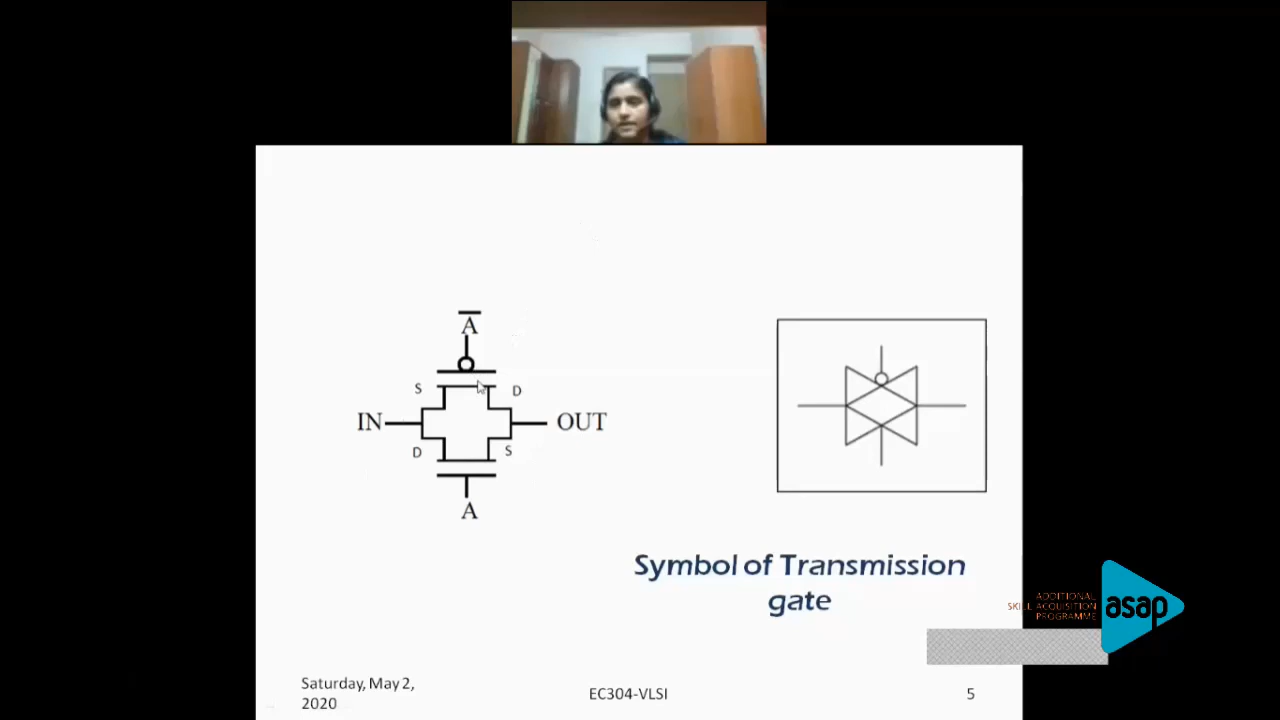 A
S
D
IN
OUT
D
S
A
Symbol of Transmission
gate
ADDITIONAL
SKILL ACQUISITION
PROGRAMME
asap
Saturday, May 2,
2020
EC304-VLSI
5